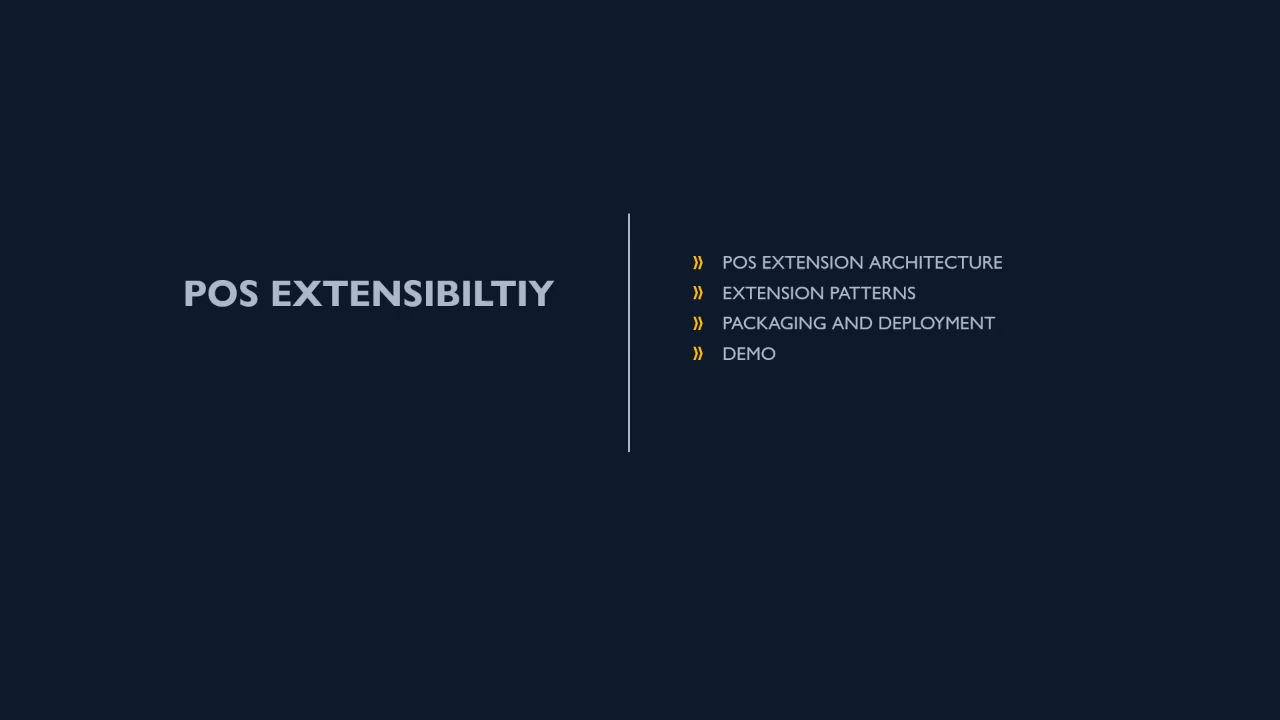 POS EXTENSIBILTIY
» POS EXTENSION ARCHITECTURE
» EXTENSION PATTERNS
» PACKAGING AND DEPLOYMENT
» DEMO